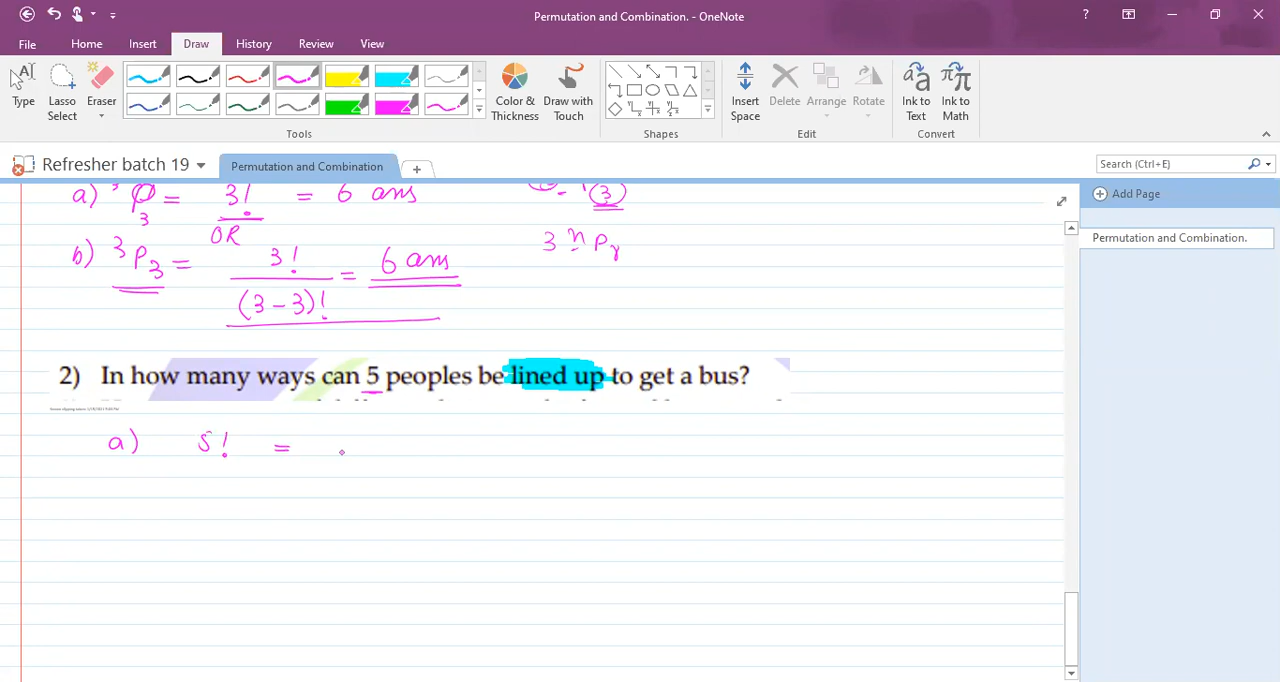 Permutation and Combination. - OneNote
File Home Insert Draw History Review View
Type Lasso Select Eraser Color & Thickness Draw with Touch Insert Space Delete Arrange Rotate Ink to Text Ink to Math
Tools Shapes Edit Convert
Refresher batch 19 Permutation and Combination Search (Ctrl+E)
Add Page
Permutation and Combination.
a) ³P₃ = 3! = 6 ans (3)
OR
b) ³P₃ = 3! / (3-3)! = 6 ans
3 ⁿPᵣ
2) In how many ways can 5 peoples be lined up to get a bus?
a) 5! =